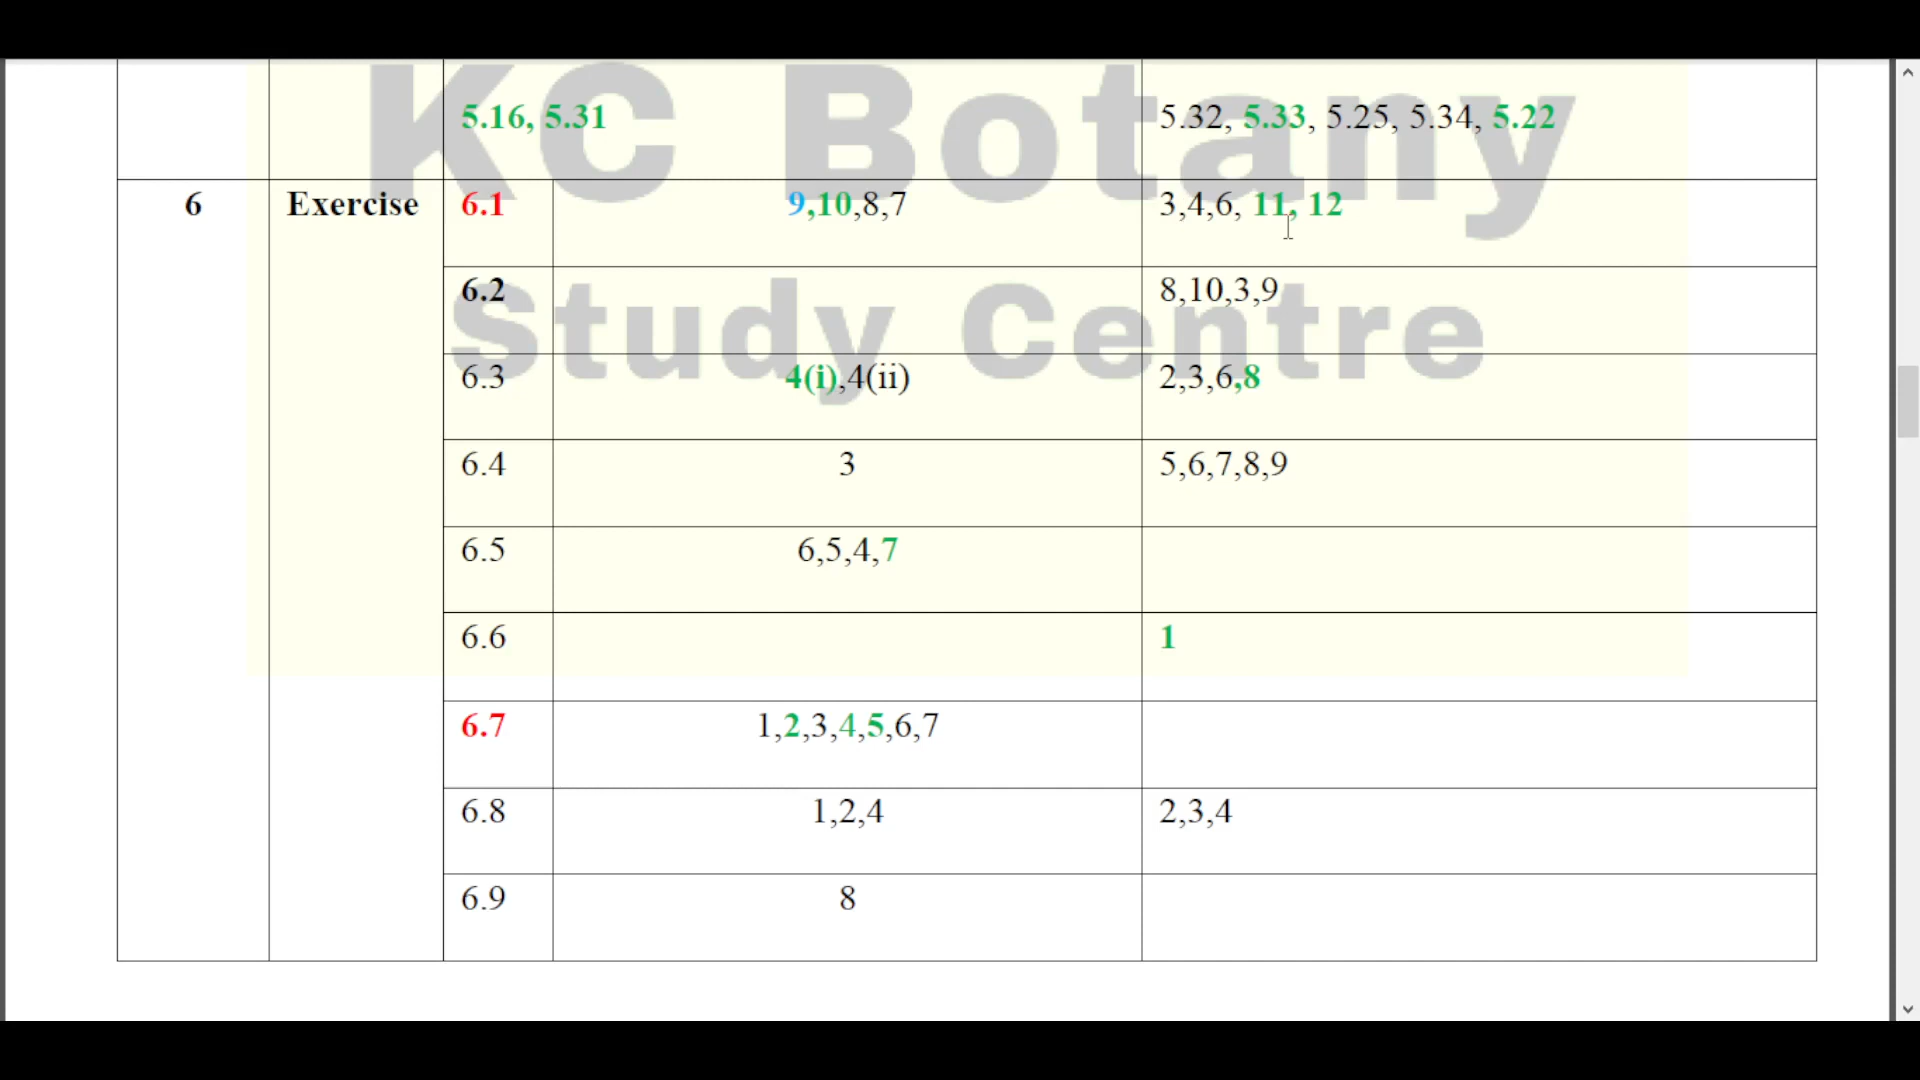 KC Botany
Study Centre
5.16, 5.31 5.32, 5.33, 5.25, 5.34, 5.22
6 Exercise 6.1 9,10,8,7 3,4,6, 11, 12
6.2 8,10,3,9
6.3 4(i),4(ii) 2,3,6,8
6.4 3 5,6,7,8,9
6.5 6,5,4,7
6.6 1
6.7 1,2,3,4,5,6,7
6.8 1,2,4 2,3,4
6.9 8